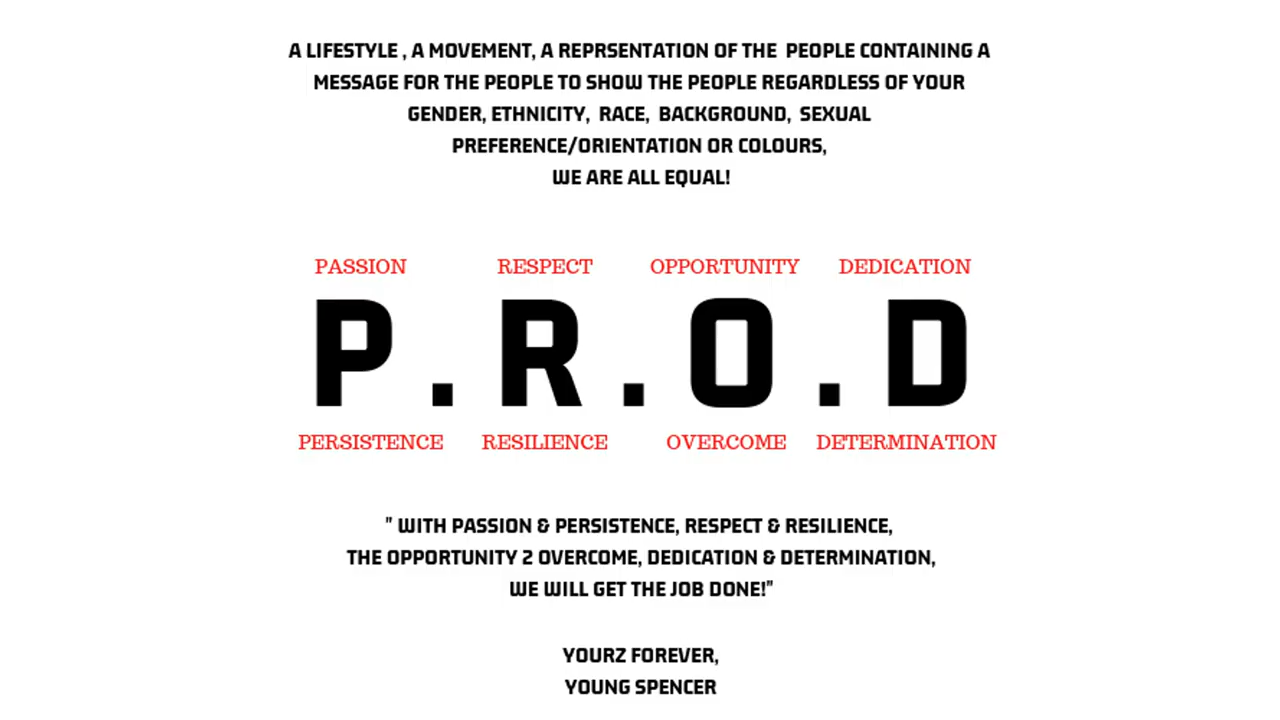 A LIFESTYLE , A MOVEMENT, A REPRSENTATION OF THE PEOPLE CONTAINING A
MESSAGE FOR THE PEOPLE TO SHOW THE PEOPLE REGARDLESS OF YOUR
GENDER, ETHNICITY, RACE, BACKGROUND, SEXUAL
PREFERENCE/ORIENTATION OR COLOURS,
WE ARE ALL EQUAL!
PASSION RESPECT OPPORTUNITY DEDICATION
P.R.O.D
PERSISTENCE RESILIENCE OVERCOME DETERMINATION
" WITH PASSION & PERSISTENCE, RESPECT & RESILIENCE,
THE OPPORTUNITY 2 OVERCOME, DEDICATION & DETERMINATION,
WE WILL GET THE JOB DONE!"
YOURZ FOREVER,
YOUNG SPENCER